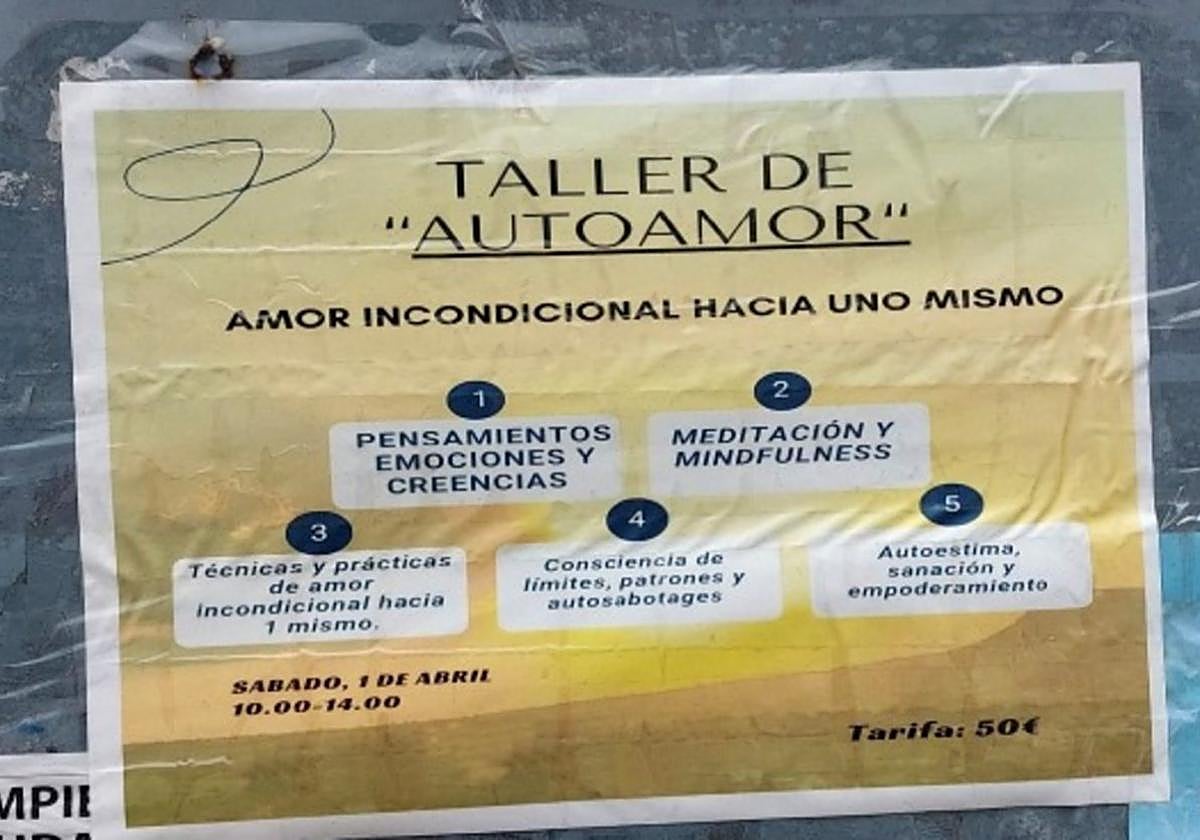 TALLER DE
"AUTOAMOR"
AMOR INCONDICIONAL HACIA UNO MISMO
1
PENSAMIENTOS
EMOCIONES Y
CREENCIAS
2
MEDITACIÓN Y
MINDFULNESS
3
Técnicas y prácticas
de amor
incondicional hacia
1 mismo.
4
Consciencia de
límites, patrones y
autosabotages
5
Autoestima,
sanación y
empoderamiento
SABADO, 1 DE ABRIL
10.00-14.00
Tarifa: 50€